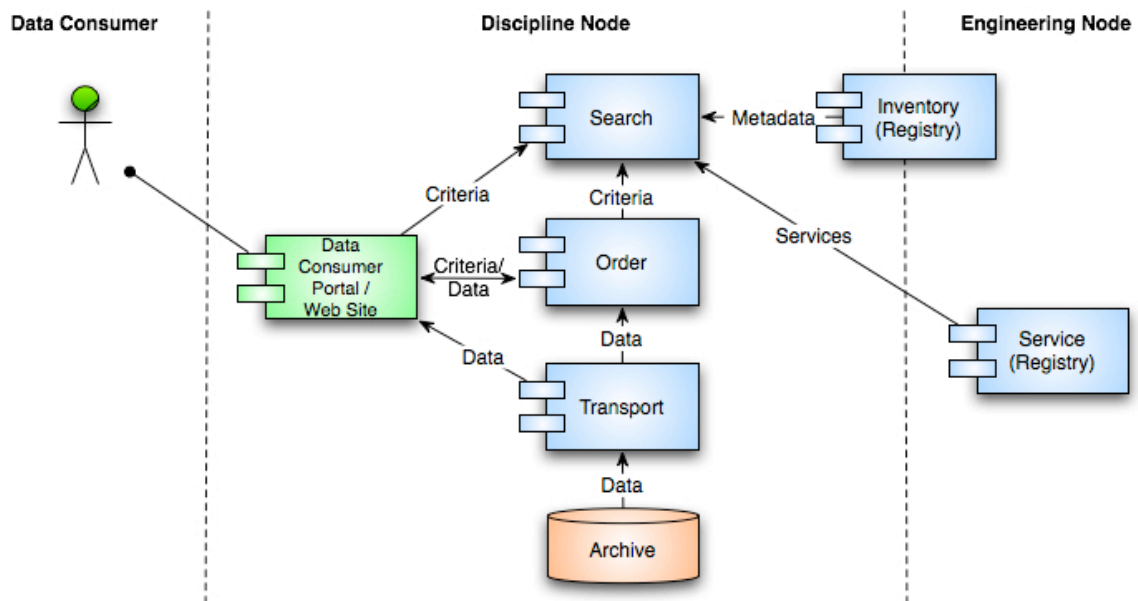 Data Consumer
Discipline Node
Engineering Node
Search
Metadata
Inventory
(Registry)
Criteria
Criteria
Services
Data
Consumer
Portal /
Web Site
Criteria/
Data
Order
Data
Data
Service
(Registry)
Transport
Data
Archive